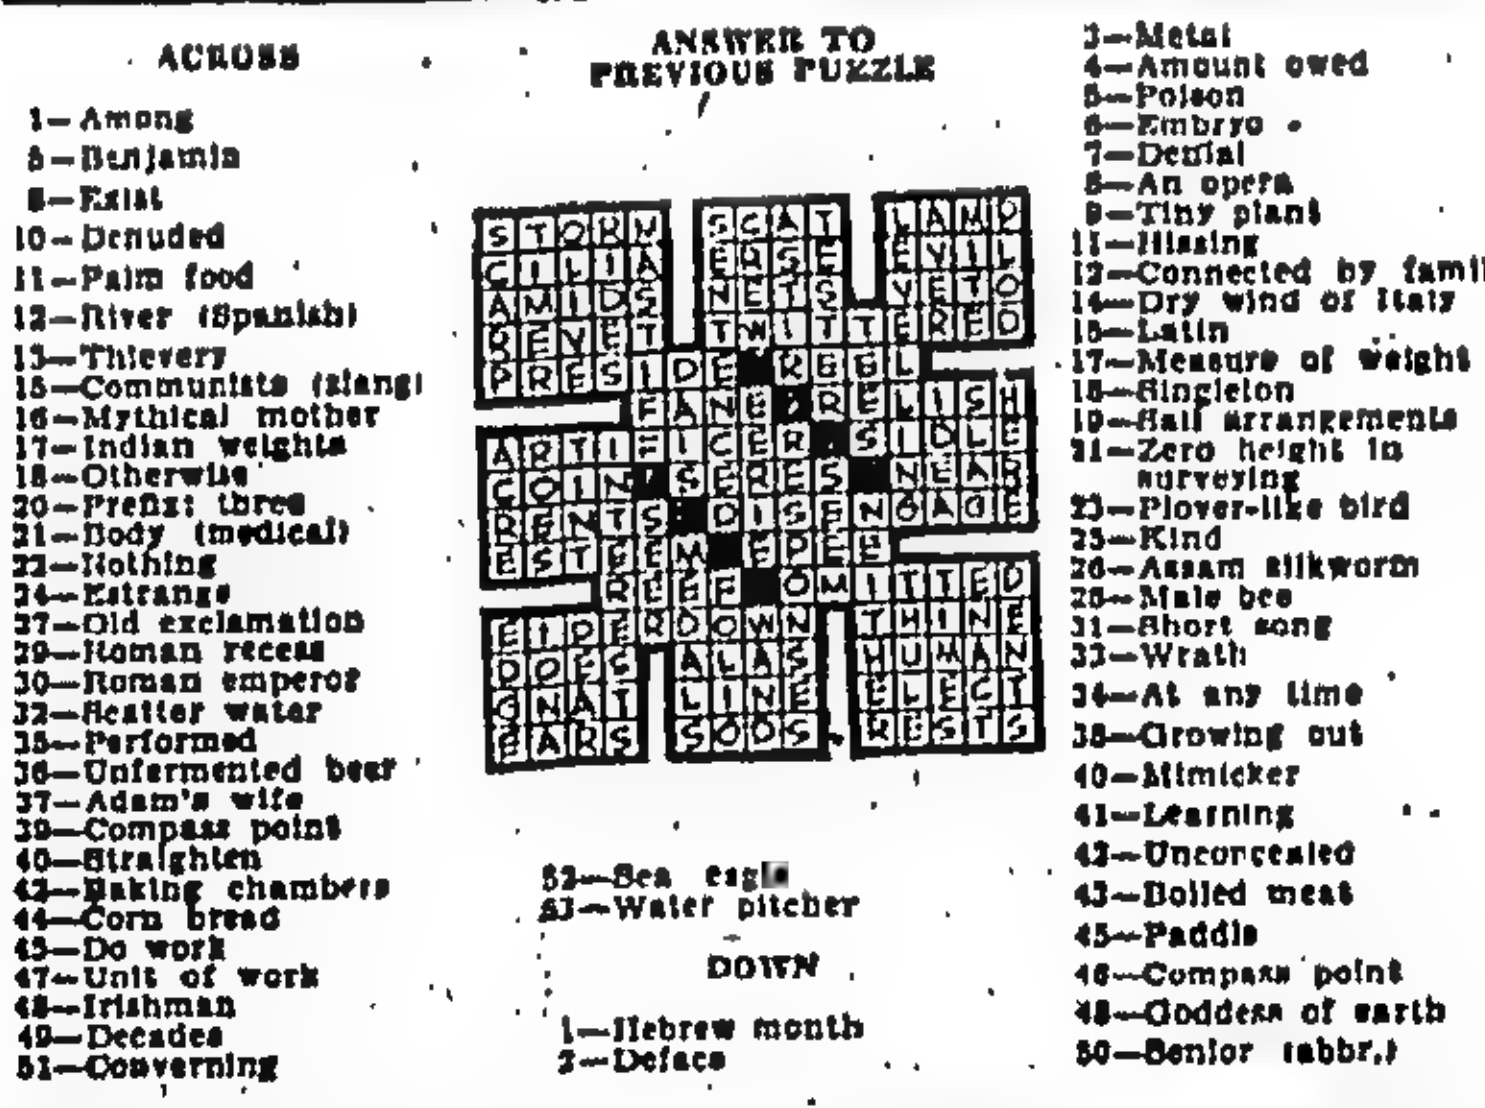 ACROSS
1—Among
5—Benjamin
8—Exist
10—Denuded
11—Palm food
12—River (Spanish)
13—Thievery
15—Communists (slang)
16—Mythical mother
17—Indian weights
18—Otherwise
20—Prefix: three
21—Body (medical)
22—Nothing
24—Estrange
27—Old exclamation
29—Roman recess
30—Roman emperor
32—Scatter water
35—Performed
36—Unfermented beer
37—Adam's wife
39—Compass point
40—Straighten
42—Baking chambers
44—Corn bread
45—Do work
47—Unit of work
48—Irishman
49—Decades
51—Converning
ANSWER TO
PREVIOUS PUZZLE
STORM SCAT LAMP
CILIA ERSE EVIL
AMIDS NETS VETO
REVET TWITTERED
PRESIDE REEL
FANE RELISH
ARTIFICER SIDLE
COIN SERES NEAR
RENTS DISENGAGE
ESTEEM EPEE
REEF OMITTED
EIDERDOWN THINE
DOES ALAS HUMAN
GNAT LINE ELECT
EARS SODS RESTS
52—Sea eagle
53—Water pitcher
DOWN
1—Hebrew month
2—Deface
3—Metal
4—Amount owed
5—Poison
6—Embryo
7—Denial
8—An opera
9—Tiny plant
11—Hissing
12—Connected by famil
14—Dry wind of Italy
15—Latin
17—Measure of weight
18—Singleton
19—Sail arrangements
21—Zero height in
surveying
23—Plover-like bird
25—Kind
26—Assam silkworm
28—Male bee
31—Short song
33—Wrath
34—At any time
38—Growing out
40—Mimicker
41—Learning
42—Unconcealed
43—Boiled meat
45—Paddle
46—Compass point
48—Goddess of earth
50—Senior (abbr.)